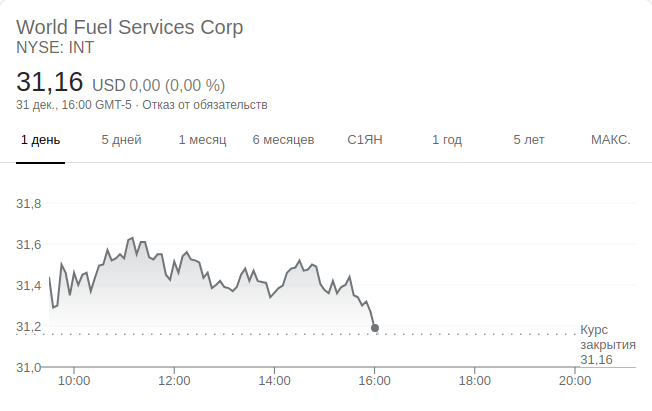 World Fuel Services Corp
NYSE: INT
31,16 USD 0,00 (0,00 %)
31 дек., 16:00 GMT-5 · Отказ от обязательств
1 день 5 дней 1 месяц 6 месяцев С1ЯН 1 год 5 лет МАКС.
31,8
31,6
31,4
31,2
Курс
закрытия
31,16
31,0
10:00 12:00 14:00 16:00 18:00 20:00